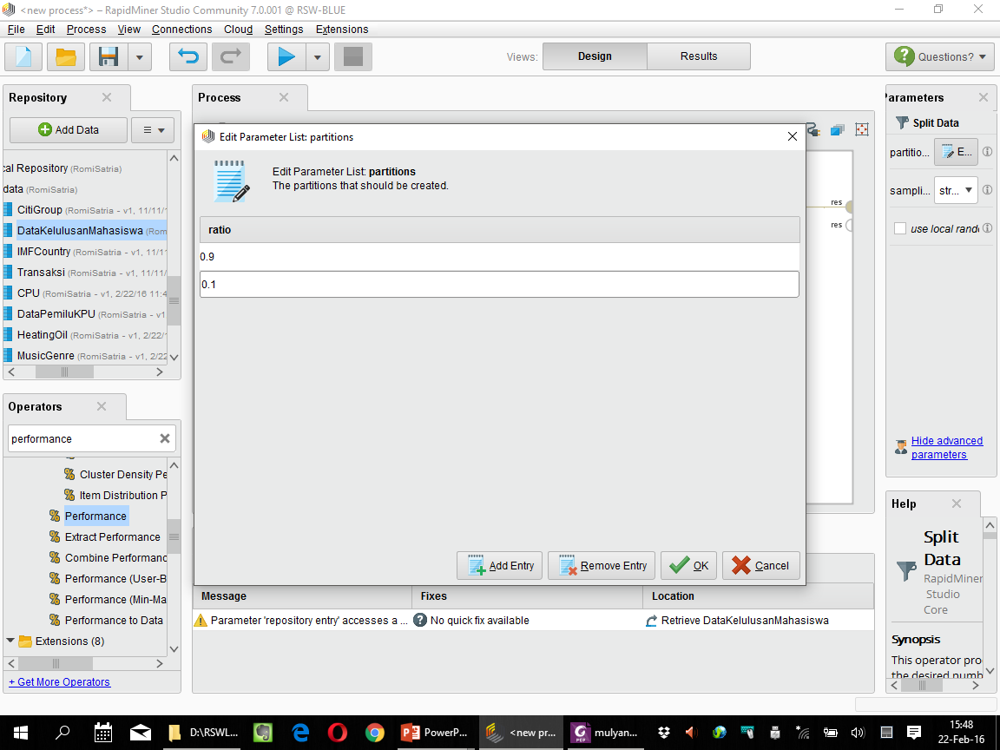 <new process*> – RapidMiner Studio Community 7.0.001 @ RSW-BLUE
File Edit Process View Connections Cloud Settings Extensions
Views: Design Results Questions?
Repository
Add Data
cal Repository (RomiSatria)
data (RomiSatria)
CitiGroup (RomiSatria - v1, 11/11/
DataKelulusanMahasiswa (Rom
IMFCountry (RomiSatria - v1, 11/1
Transaksi (RomiSatria - v1, 11/11/
CPU (RomiSatria - v1, 2/22/16 11:4
DataPemiluKPU (RomiSatria - v1
HeatingOil (RomiSatria - v1, 2/22/
MusicGenre (RomiSatria - v1, 2/22
Operators
performance
Cluster Density Pe
Item Distribution P
Performance
Extract Performance
Combine Performanc
Performance (User-B
Performance (Min-Ma
Performance to Data
Extensions (8)
+ Get More Operators
Process
res
res
Edit Parameter List: partitions
Edit Parameter List: partitions
The partitions that should be created.
ratio
0.9
0.1
Add Entry
Remove Entry
OK
Cancel
Message Fixes Location
Parameter 'repository entry' accesses a ... No quick fix available Retrieve DataKelulusanMahasiswa
Parameters
Split Data
partitio... E...
sampli... str...
use local rand
Hide advanced
parameters
Help
Split
Data
RapidMiner
Studio
Core
Synopsis
This operator pro
the desired numb
D:\RSWL... PowerP... <new pr... PDF mulyan...
15:48
22-Feb-16